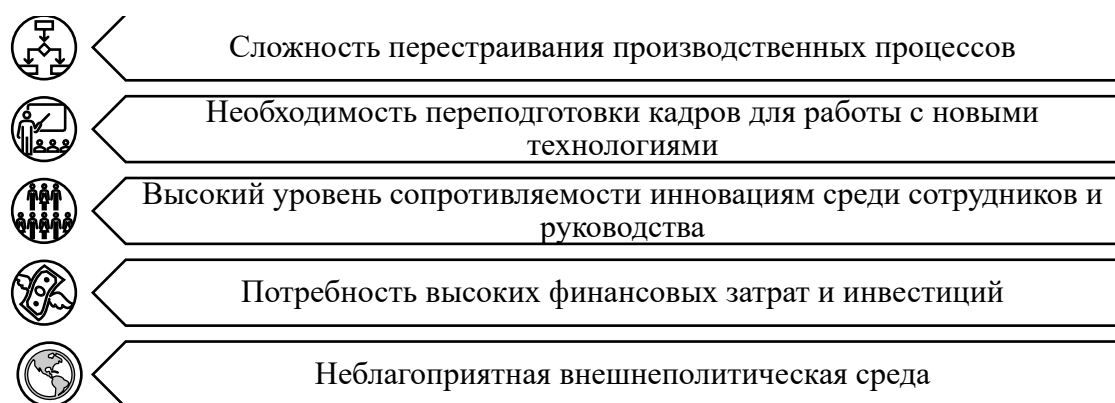 Сложность перестраивания производственных процессов
Необходимость переподготовки кадров для работы с новыми
технологиями
Высокий уровень сопротивляемости инновациям среди сотрудников и
руководства
Потребность высоких финансовых затрат и инвестиций
Неблагоприятная внешнеполитическая среда